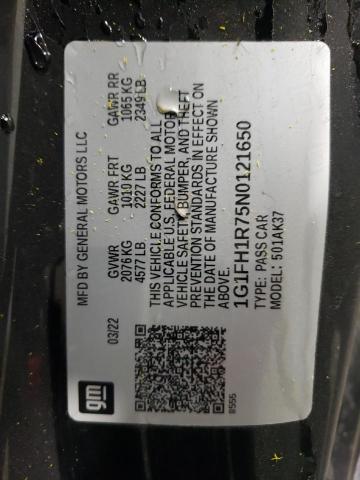 gm
MFD BY GENERAL MOTORS LLC
03/22
GVWR GAWR FRT GAWR RR
2076 KG 1010 KG 1065 KG
4577 LB 2227 LB 2349 LB
THIS VEHICLE CONFORMS TO ALL
APPLICABLE U.S. FEDERAL MOTOR
VEHICLE SAFETY, BUMPER, AND THEFT
PREVENTION STANDARDS IN EFFECT ON
THE DATE OF MANUFACTURE SHOWN
1G1FH1R75N0121650
TYPE: PASS CAR
MODEL: 501AK37